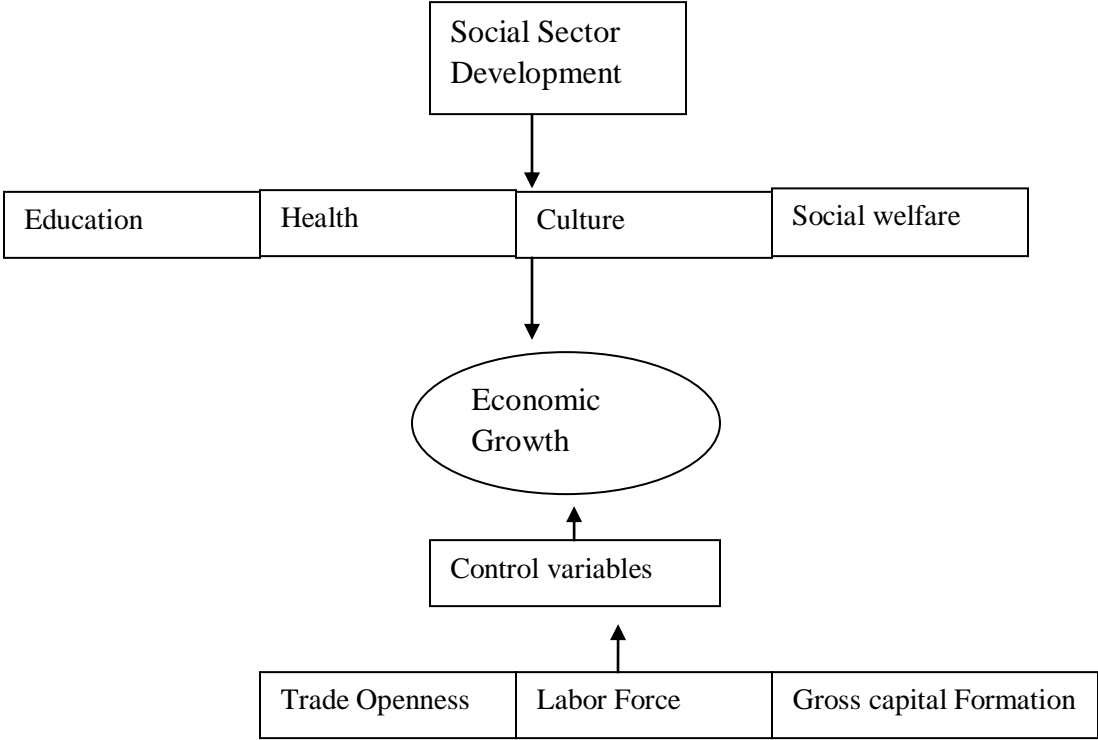 Social Sector
Development
Education
Health
Culture
Social welfare
Economic
Growth
Control variables
Trade Openness
Labor Force
Gross capital Formation